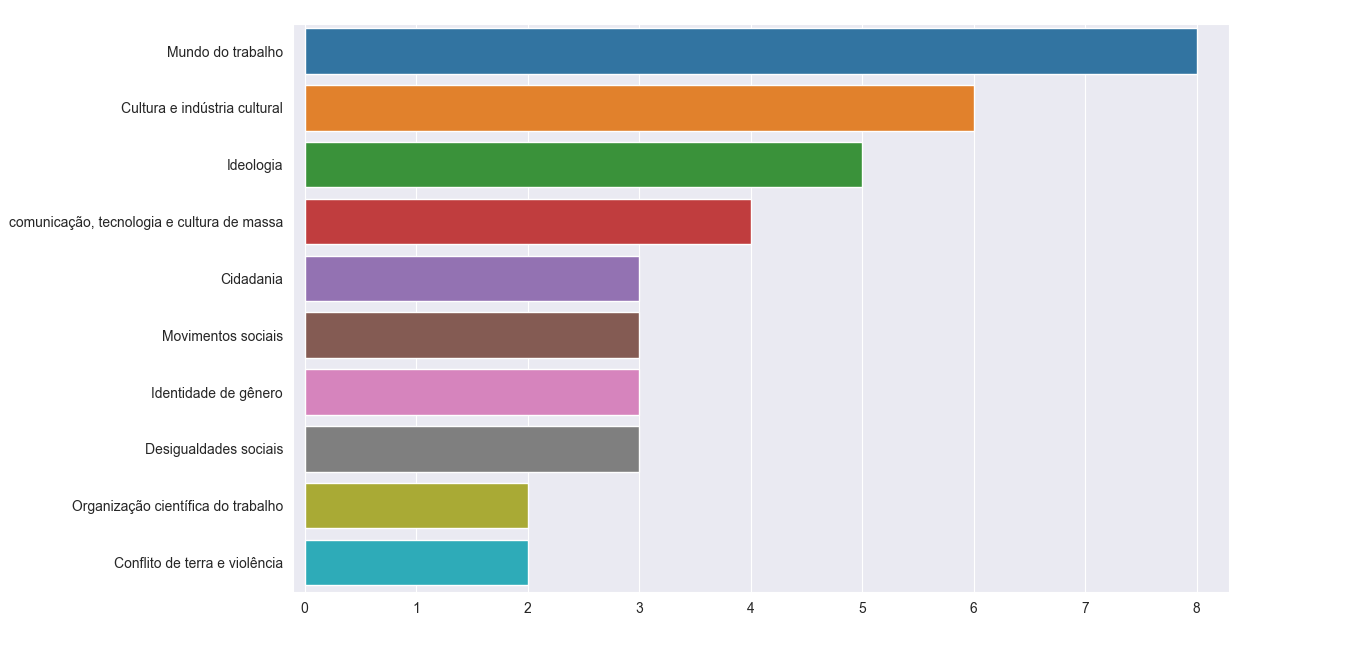 Mundo do trabalho
Cultura e indústria cultural
Ideologia
comunicação, tecnologia e cultura de massa
Cidadania
Movimentos sociais
Identidade de gênero
Desigualdades sociais
Organização científica do trabalho
Conflito de terra e violência
0 1 2 3 4 5 6 7 8